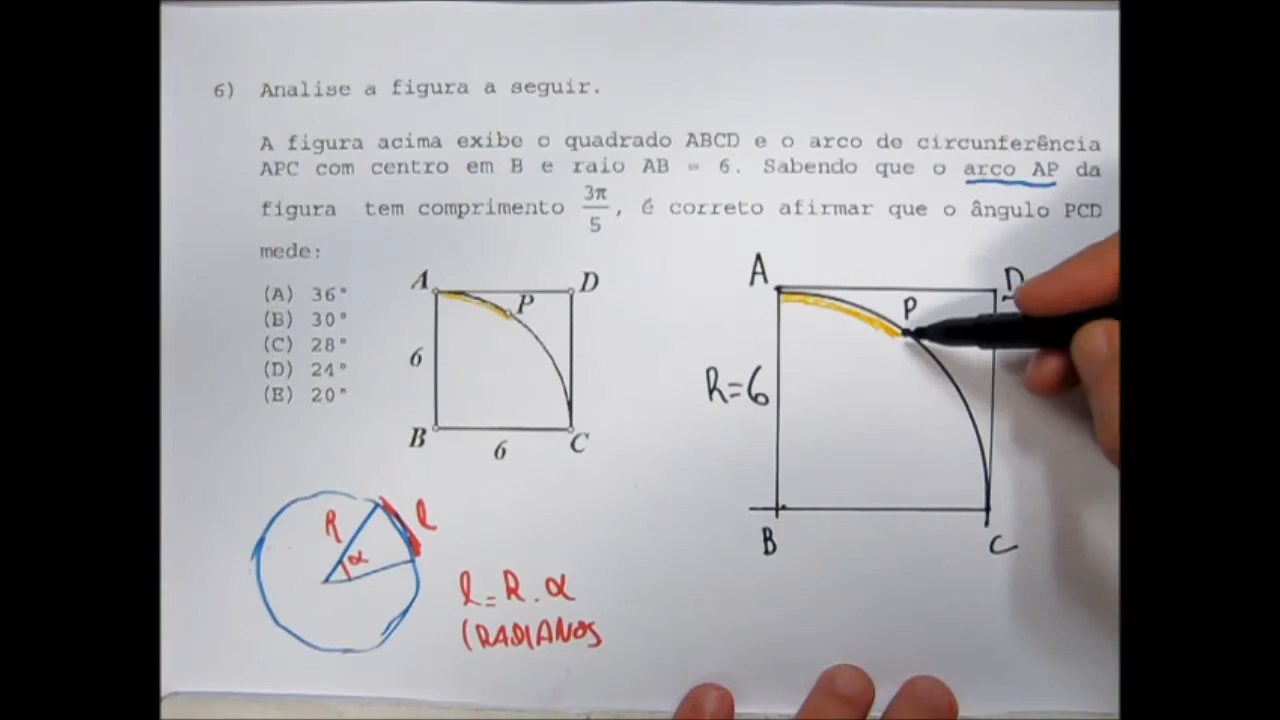 6) Analise a figura a seguir.
A figura acima exibe o quadrado ABCD e o arco de circunferência
APC com centro em B e raio AB = 6. Sabendo que o arco AP da
figura tem comprimento 3π/5, é correto afirmar que o ângulo PCD
mede:
(A) 36°
(B) 30°
(C) 28°
(D) 24°
(E) 20°
A
D
P
6
B
C
6
A
D
P
R=6
B
C
R
l
α
l=R.α
(RADIANOS